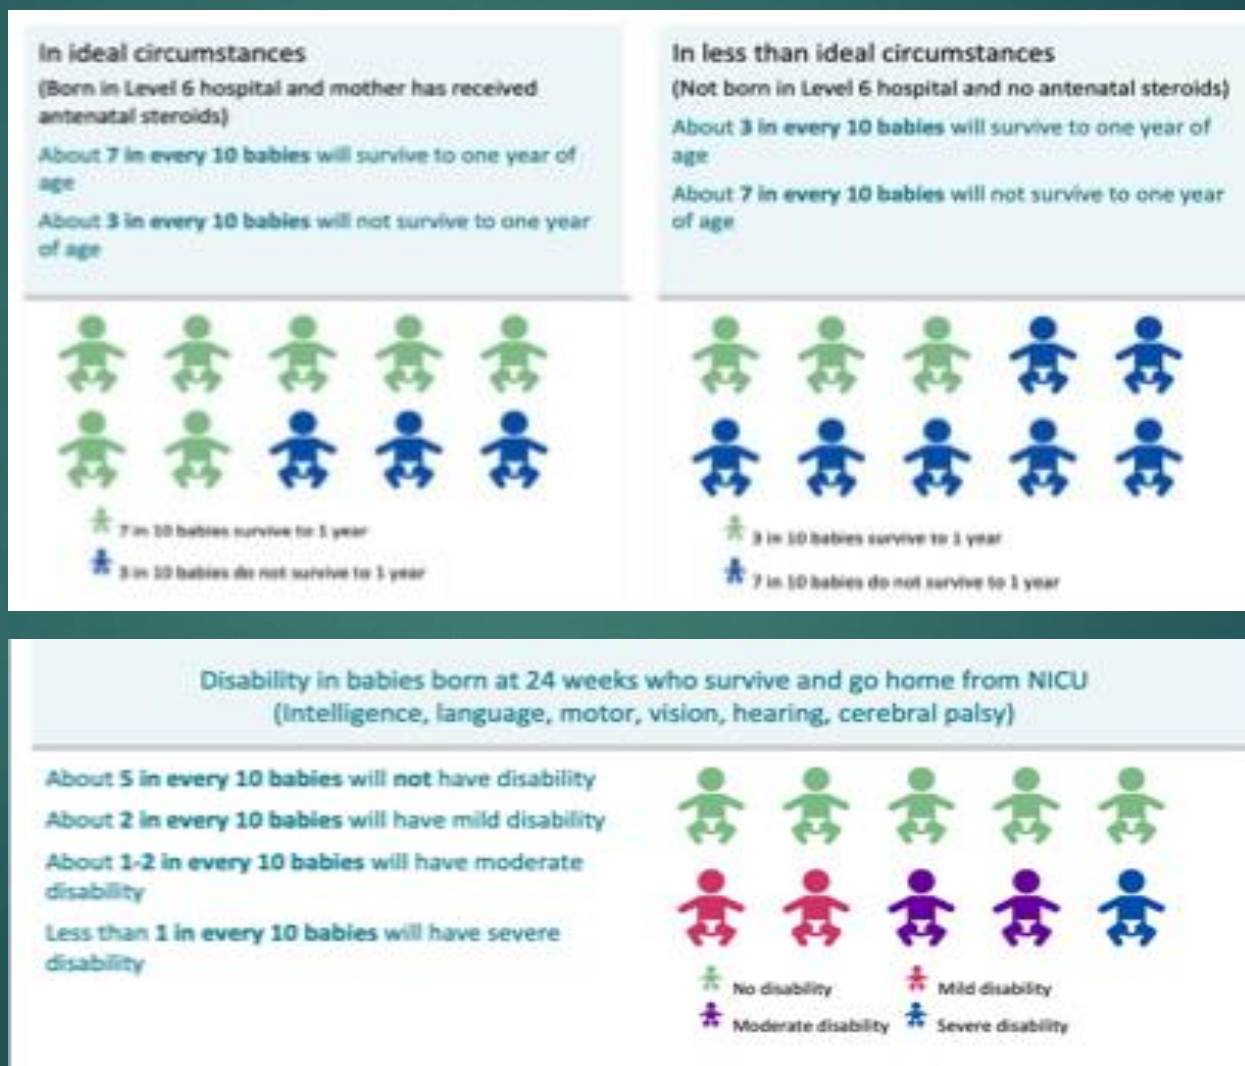 In ideal circumstances
(Born in Level 6 hospital and mother has received
antenatal steroids)
About 7 in every 10 babies will survive to one year of
age
About 3 in every 10 babies will not survive to one year
of age
7 in 10 babies survive to 1 year
3 in 10 babies do not survive to 1 year
In less than ideal circumstances
(Not born in Level 6 hospital and no antenatal steroids)
About 3 in every 10 babies will survive to one year of
age
About 7 in every 10 babies will not survive to one year
of age
3 in 10 babies survive to 1 year
7 in 10 babies do not survive to 1 year
Disability in babies born at 24 weeks who survive and go home from NICU
(Intelligence, language, motor, vision, hearing, cerebral palsy)
About 5 in every 10 babies will not have disability
About 2 in every 10 babies will have mild disability
About 1-2 in every 10 babies will have moderate
disability
Less than 1 in every 10 babies will have severe
disability
No disability
Mild disability
Moderate disability
Severe disability